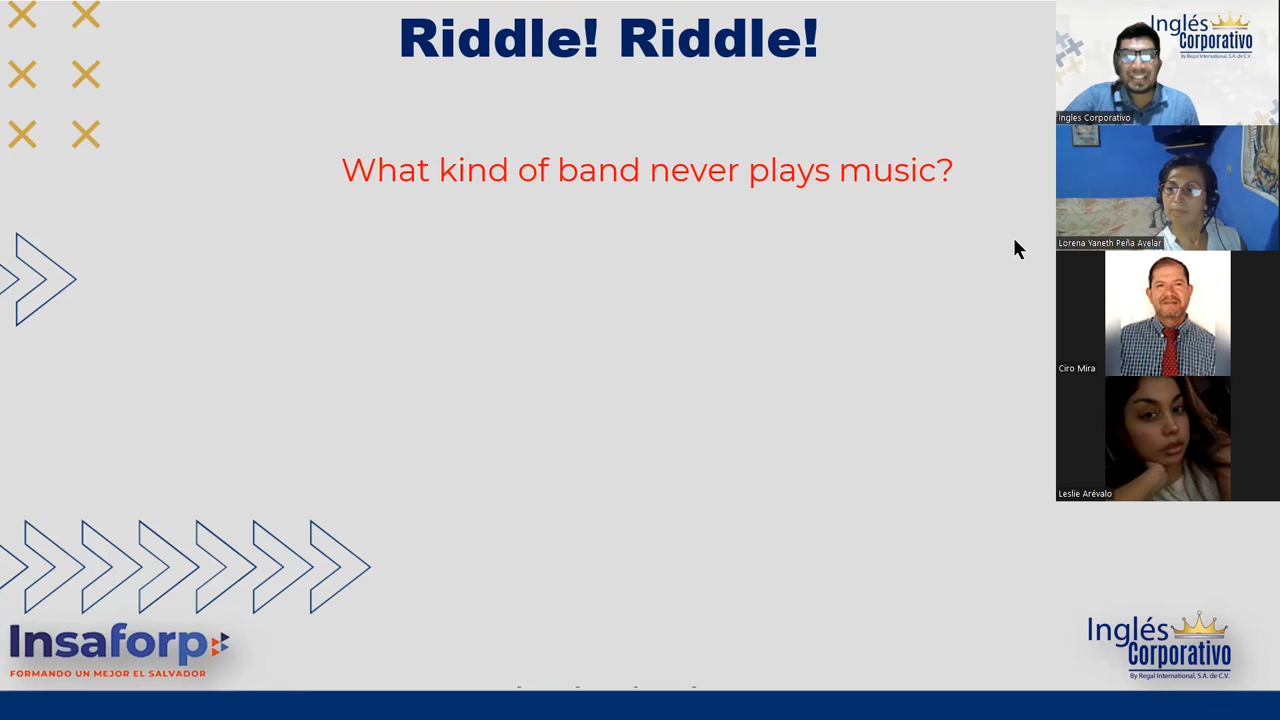 Riddle! Riddle!
What kind of band never plays music?
Inglés
Corporativo
By Regal International, S.A. de C.V.
Ingles Corporativo
Lorena Yaneth Peña Avelar
Ciro Mira
Leslie Arévalo
Insaforp
FORMANDO UN MEJOR EL SALVADOR
Inglés
Corporativo
By Regal International, S.A. de C.V.